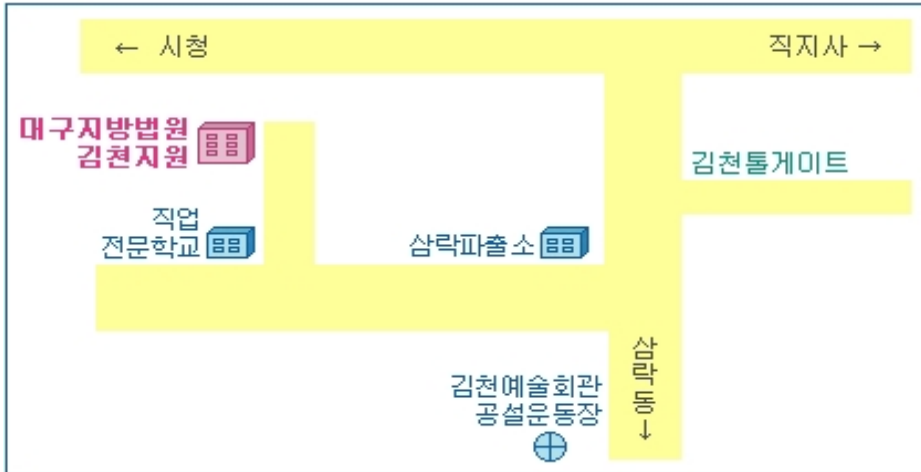 ← 시청
직지사 →
대구지방법원
김천지원
김천톨게이트
직업
전문학교
삼락파출소
삼락동↓
김천예술회관
공설운동장